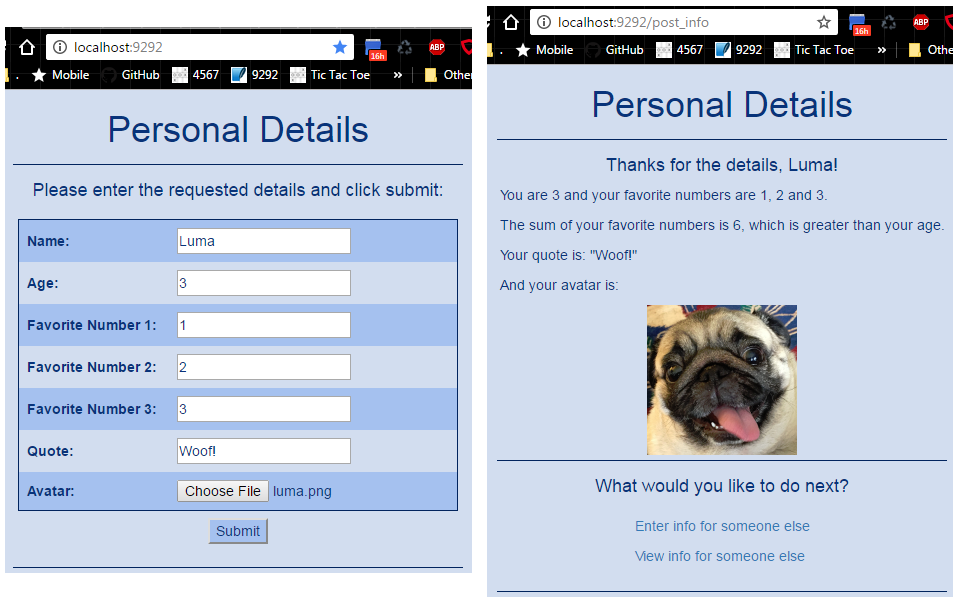 localhost:9292
16h
ABP
.
Mobile
GitHub
4567
9292
Tic Tac Toe
»
Othe
Personal Details
Please enter the requested details and click submit:
Name: Luma
Age: 3
Favorite Number 1: 1
Favorite Number 2: 2
Favorite Number 3: 3
Quote: Woof!
Avatar: Choose File luma.png
Submit
localhost:9292/post_info
16h
ABP
.
Mobile
GitHub
4567
9292
Tic Tac Toe
»
Othe
Personal Details
Thanks for the details, Luma!
You are 3 and your favorite numbers are 1, 2 and 3.
The sum of your favorite numbers is 6, which is greater than your age.
Your quote is: "Woof!"
And your avatar is:
What would you like to do next?
Enter info for someone else
View info for someone else